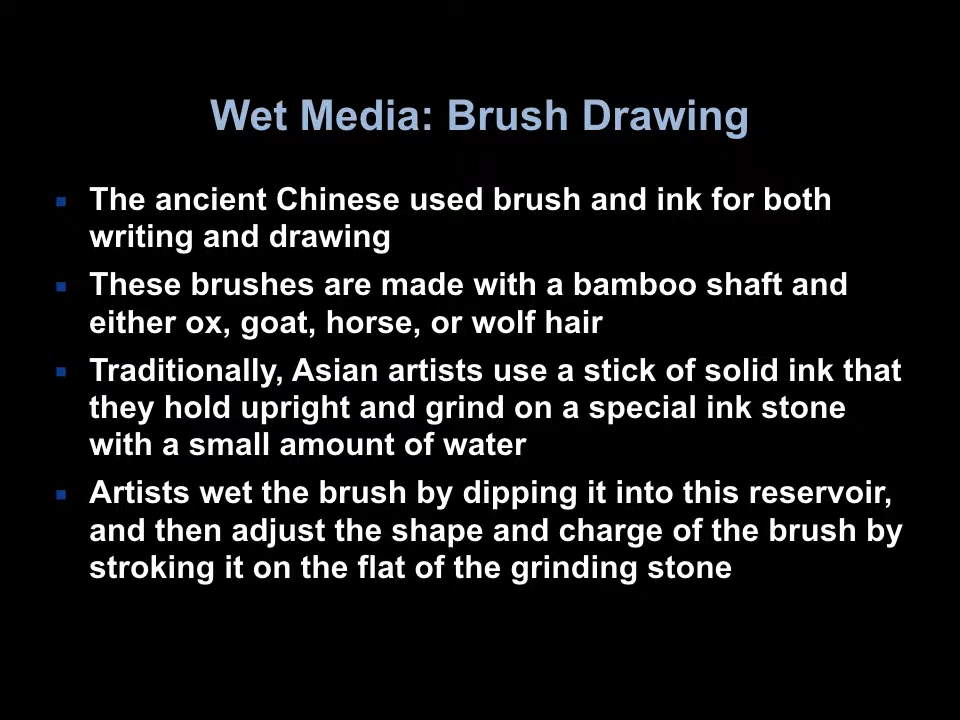 Wet Media: Brush Drawing
The ancient Chinese used brush and ink for both
writing and drawing
These brushes are made with a bamboo shaft and
either ox, goat, horse, or wolf hair
Traditionally, Asian artists use a stick of solid ink that
they hold upright and grind on a special ink stone
with a small amount of water
Artists wet the brush by dipping it into this reservoir,
and then adjust the shape and charge of the brush by
stroking it on the flat of the grinding stone